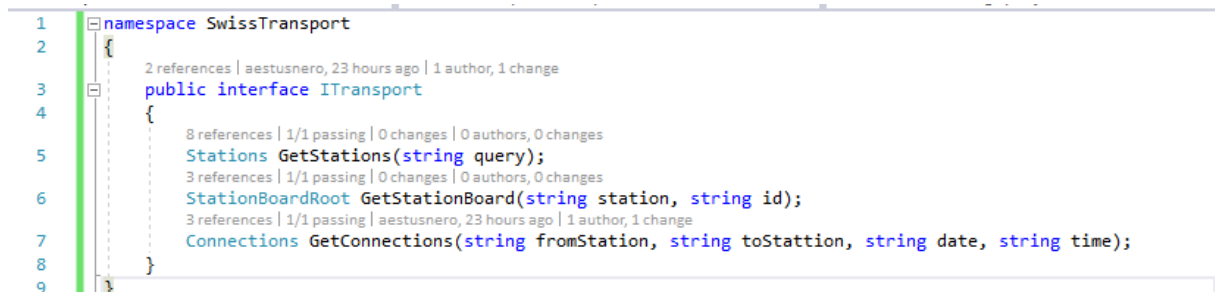 1 namespace SwissTransport
2 {
2 references | aestusnero, 23 hours ago | 1 author, 1 change
3 public interface ITransport
4 {
8 references | 1/1 passing | 0 changes | 0 authors, 0 changes
5 Stations GetStations(string query);
3 references | 1/1 passing | 0 changes | 0 authors, 0 changes
6 StationBoardRoot GetStationBoard(string station, string id);
3 references | 1/1 passing | aestusnero, 23 hours ago | 1 author, 1 change
7 Connections GetConnections(string fromStation, string toStattion, string date, string time);
8 }
9 }